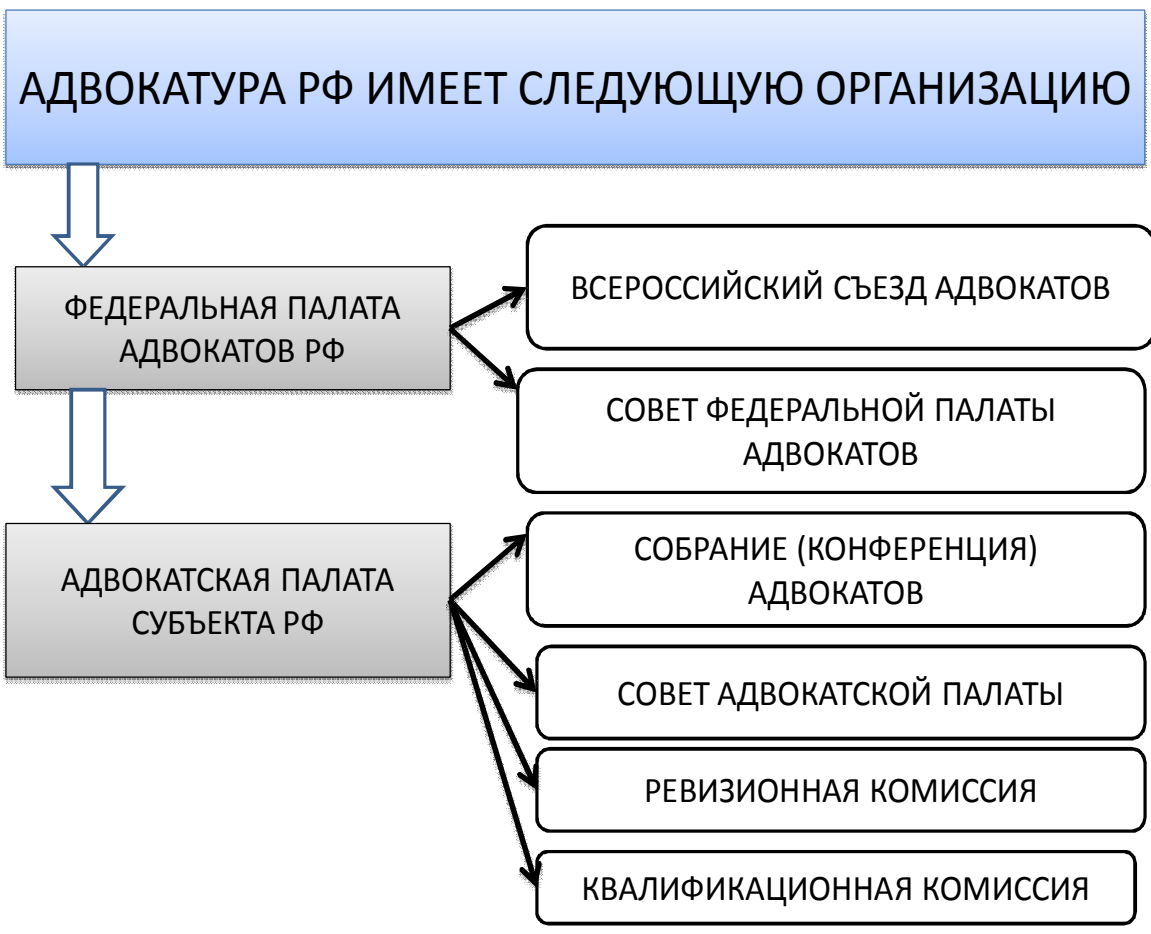 АДВОКАТУРА РФ ИМЕЕТ СЛЕДУЮЩУЮ ОРГАНИЗАЦИЮ
ФЕДЕРАЛЬНАЯ ПАЛАТА
АДВОКАТОВ РФ
ВСЕРОССИЙСКИЙ СЪЕЗД АДВОКАТОВ
СОВЕТ ФЕДЕРАЛЬНОЙ ПАЛАТЫ
АДВОКАТОВ
АДВОКАТСКАЯ ПАЛАТА
СУБЪЕКТА РФ
СОБРАНИЕ (КОНФЕРЕНЦИЯ)
АДВОКАТОВ
СОВЕТ АДВОКАТСКОЙ ПАЛАТЫ
РЕВИЗИОННАЯ КОМИССИЯ
КВАЛИФИКАЦИОННАЯ КОМИССИЯ